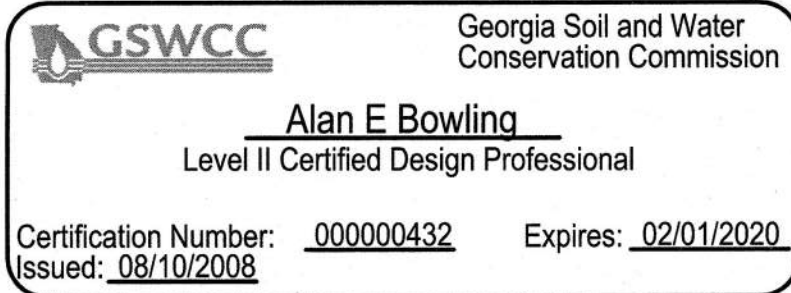 GSWCC
Georgia Soil and Water
Conservation Commission
Alan E Bowling
Level II Certified Design Professional
Certification Number: 000000432 Expires: 02/01/2020
Issued: 08/10/2008